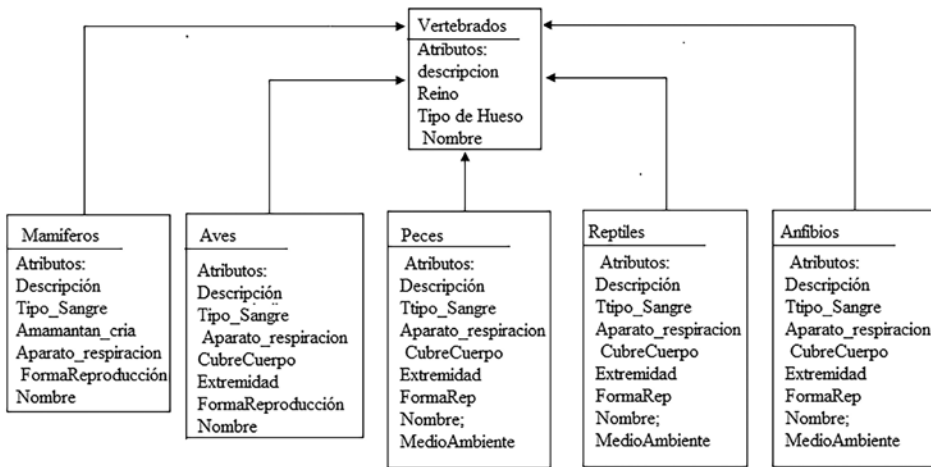 Vertebrados
Atributos:
descripcion
Reino
Tipo de Hueso
Nombre
Mamiferos
Atributos:
Descripción
Tipo_Sangre
Amamantan_cria
Aparato_respiracion
FormaReproducción
Nombre
Aves
Atributos:
Descripción
Tipo_Sangre
Aparato_respiracion
CubreCuerpo
Extremidad
FormaReproducción
Nombre
Peces
Atributos:
Descripción
Ttipo_Sangre
Aparato_respiracion
CubreCuerpo
Extremidad
FormaRep
Nombre;
MedioAmbiente
Reptiles
Atributos:
Descripción
Ttipo_Sangre
Aparato_respiracion
CubreCuerpo
Extremidad
FormaRep
Nombre;
MedioAmbiente
Anfibios
Atributos:
Descripción
Ttipo_Sangre
Aparato_respiracion
CubreCuerpo
Extremidad
FormaRep
Nombre;
MedioAmbiente